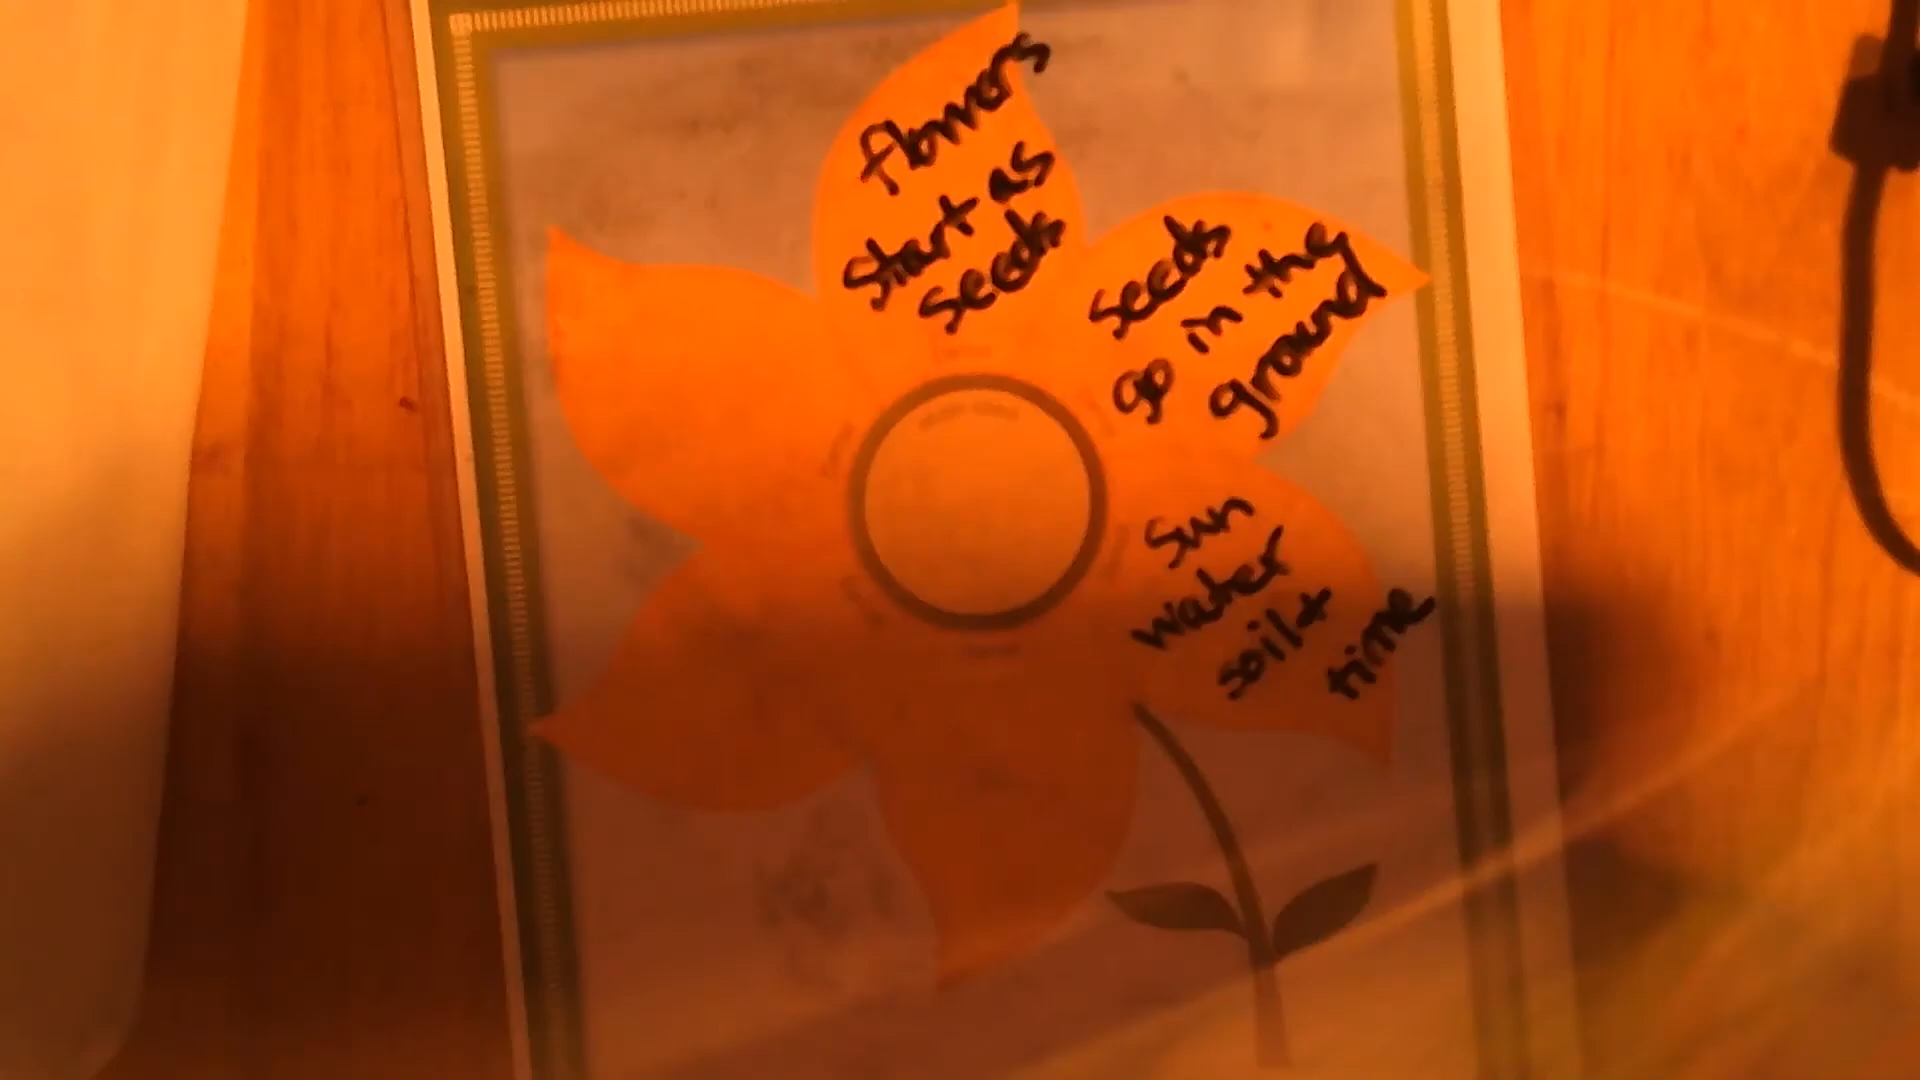 flowers
start as
seeds
seeds
go in the
ground
sun
water
soil +
time